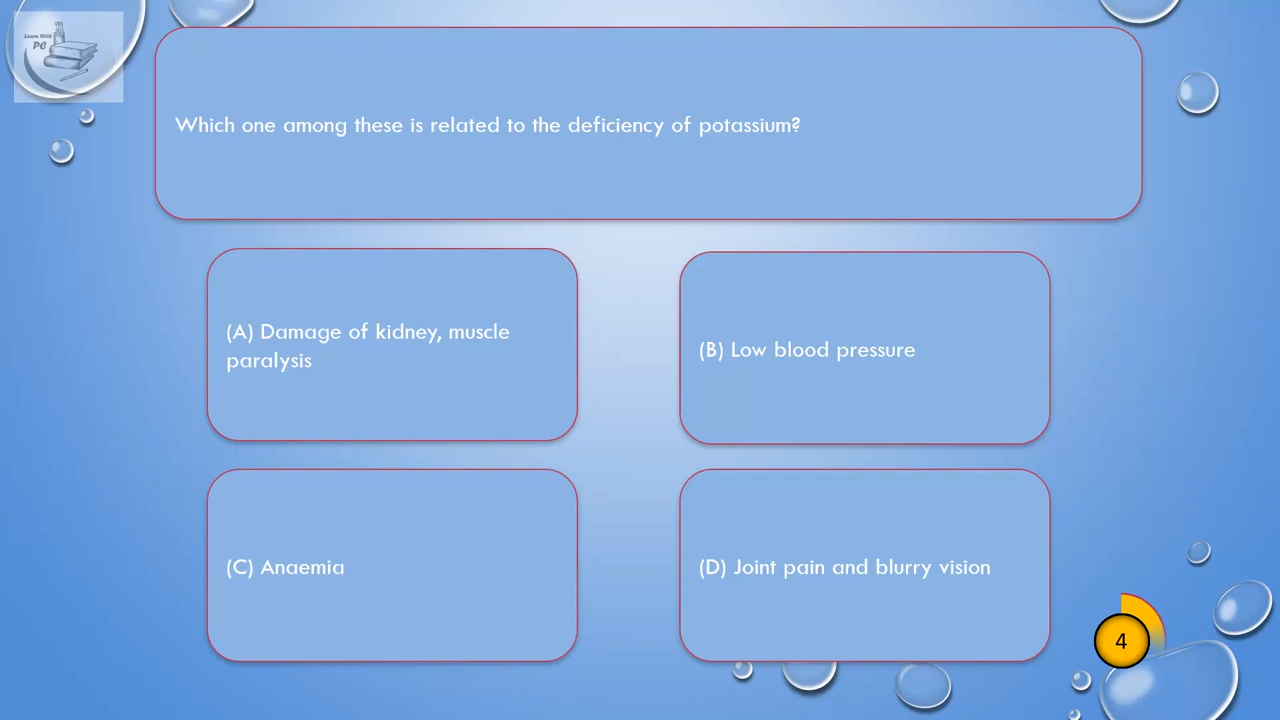 Learn With
PC
Which one among these is related to the deficiency of potassium?
(A) Damage of kidney, muscle
paralysis
(B) Low blood pressure
(C) Anaemia
(D) Joint pain and blurry vision
4